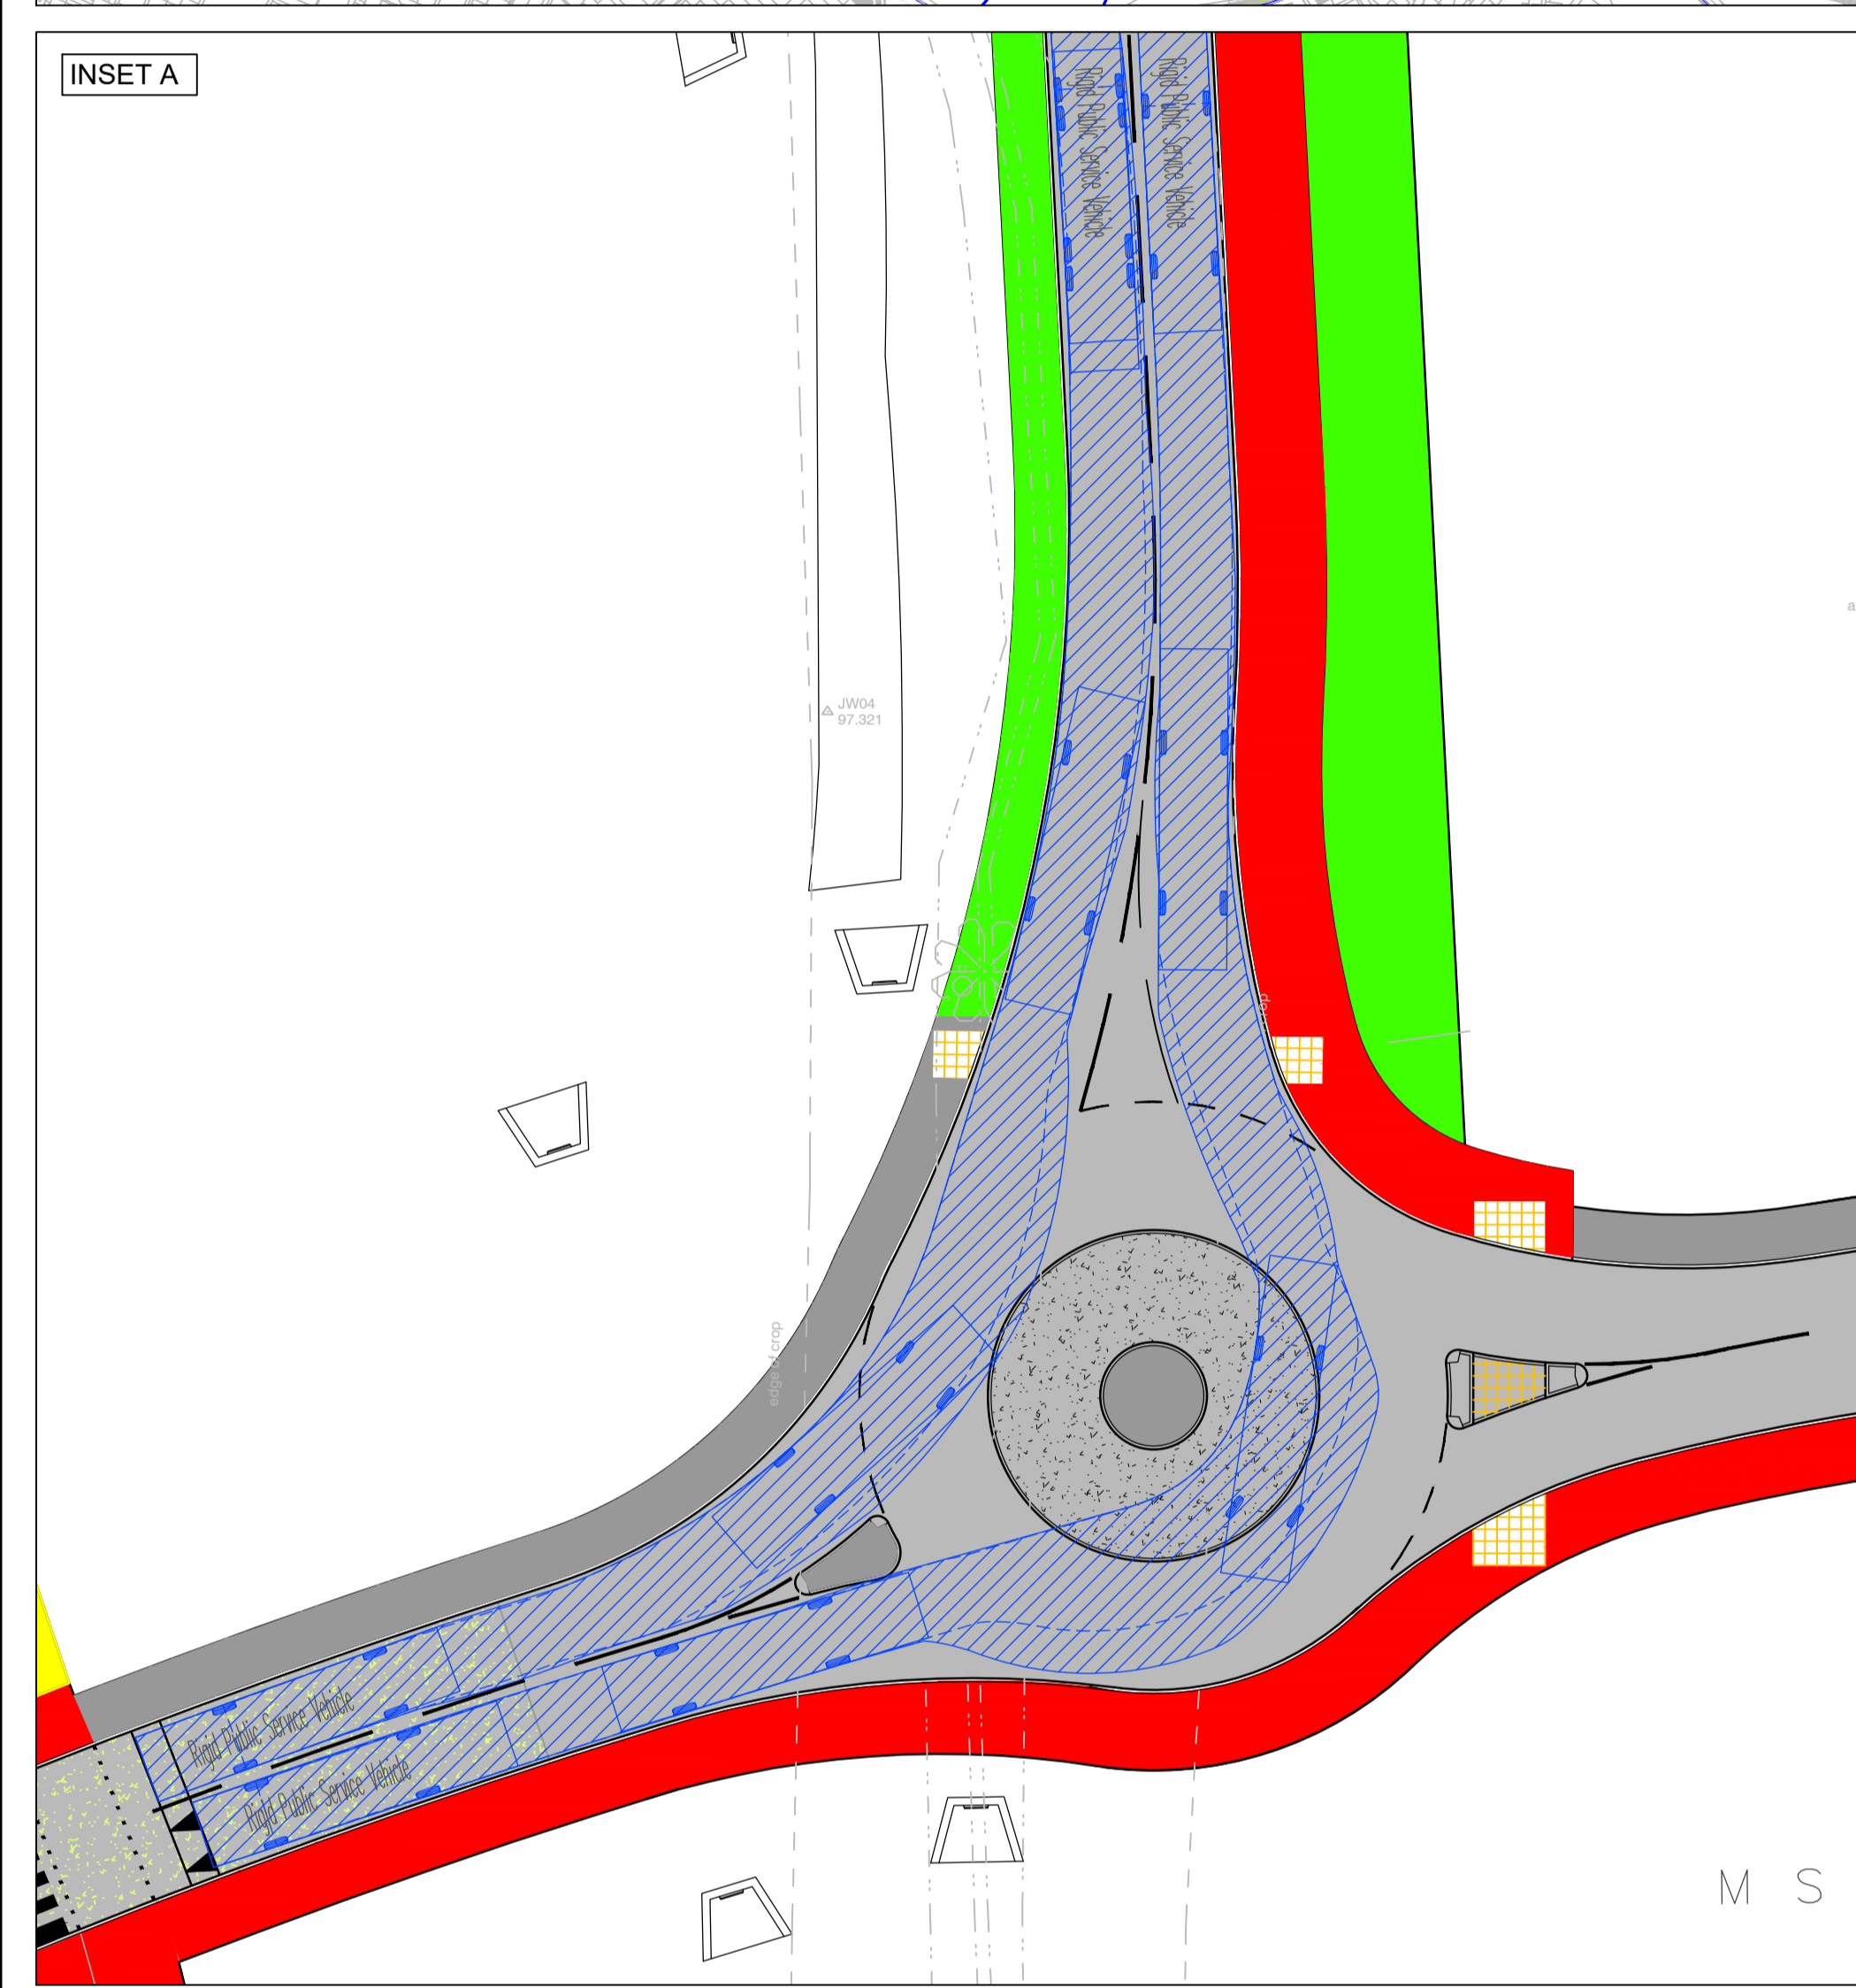 INSET A
Rigid Public Service Vehicle
Rigid Public Service Vehicle
JW04
97.321
edge of crop
Rigid Public Service Vehicle
Rigid Public Service Vehicle
M S